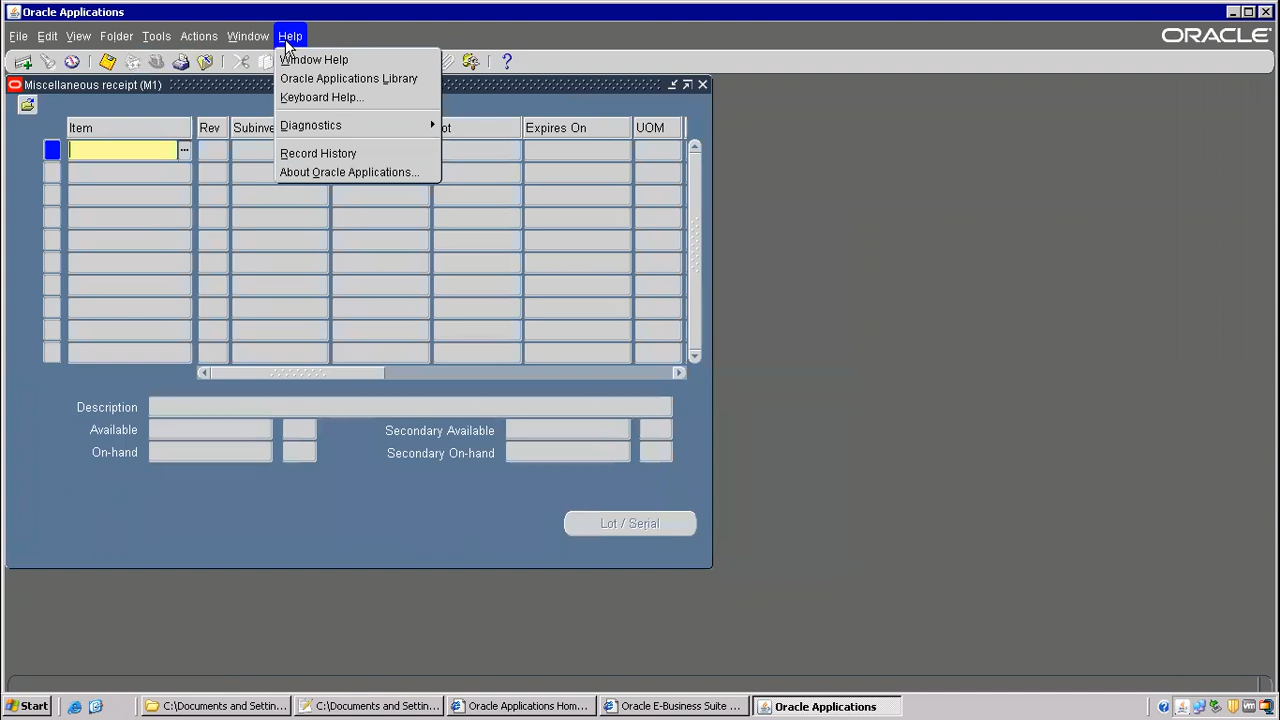 Oracle Applications
File Edit View Folder Tools Actions Window Help
ORACLE
Window Help
Oracle Applications Library
Keyboard Help...
Diagnostics
Record History
About Oracle Applications...
Miscellaneous receipt (M1)
Item Rev Subinve ot Expires On UOM
Description
Available Secondary Available
On-hand Secondary On-hand
Lot / Serial
Start C:\Documents and Settin... C:\Documents and Settin... Oracle Applications Hom... Oracle E-Business Suite ... Oracle Applications